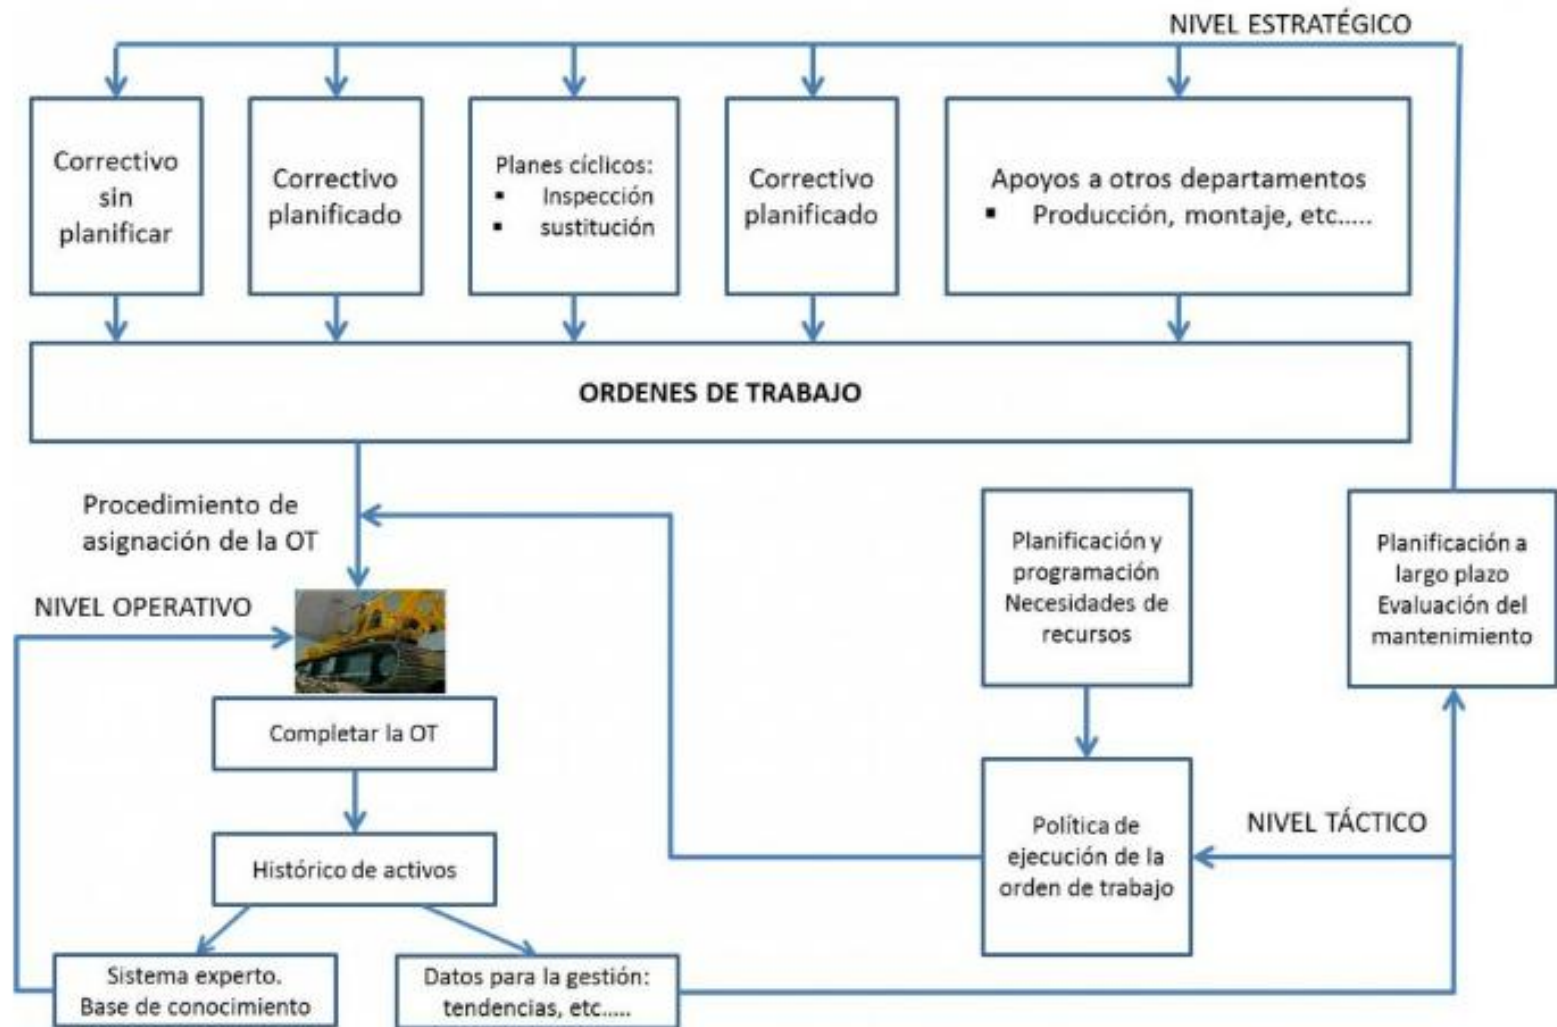 NIVEL ESTRATÉGICO
Correctivo
sin
planificar
Correctivo
planificado
Planes cíclicos:
▪ Inspección
▪ sustitución
Correctivo
planificado
Apoyos a otros departamentos
▪ Producción, montaje, etc.....
ORDENES DE TRABAJO
Procedimiento de
asignación de la OT
NIVEL OPERATIVO
Completar la OT
Histórico de activos
Sistema experto.
Base de conocimiento
Datos para la gestión:
tendencias, etc.....
Planificación y
programación
Necesidades de
recursos
Política de
ejecución de la
orden de trabajo
NIVEL TÁCTICO
Planificación a
largo plazo
Evaluación del
mantenimiento